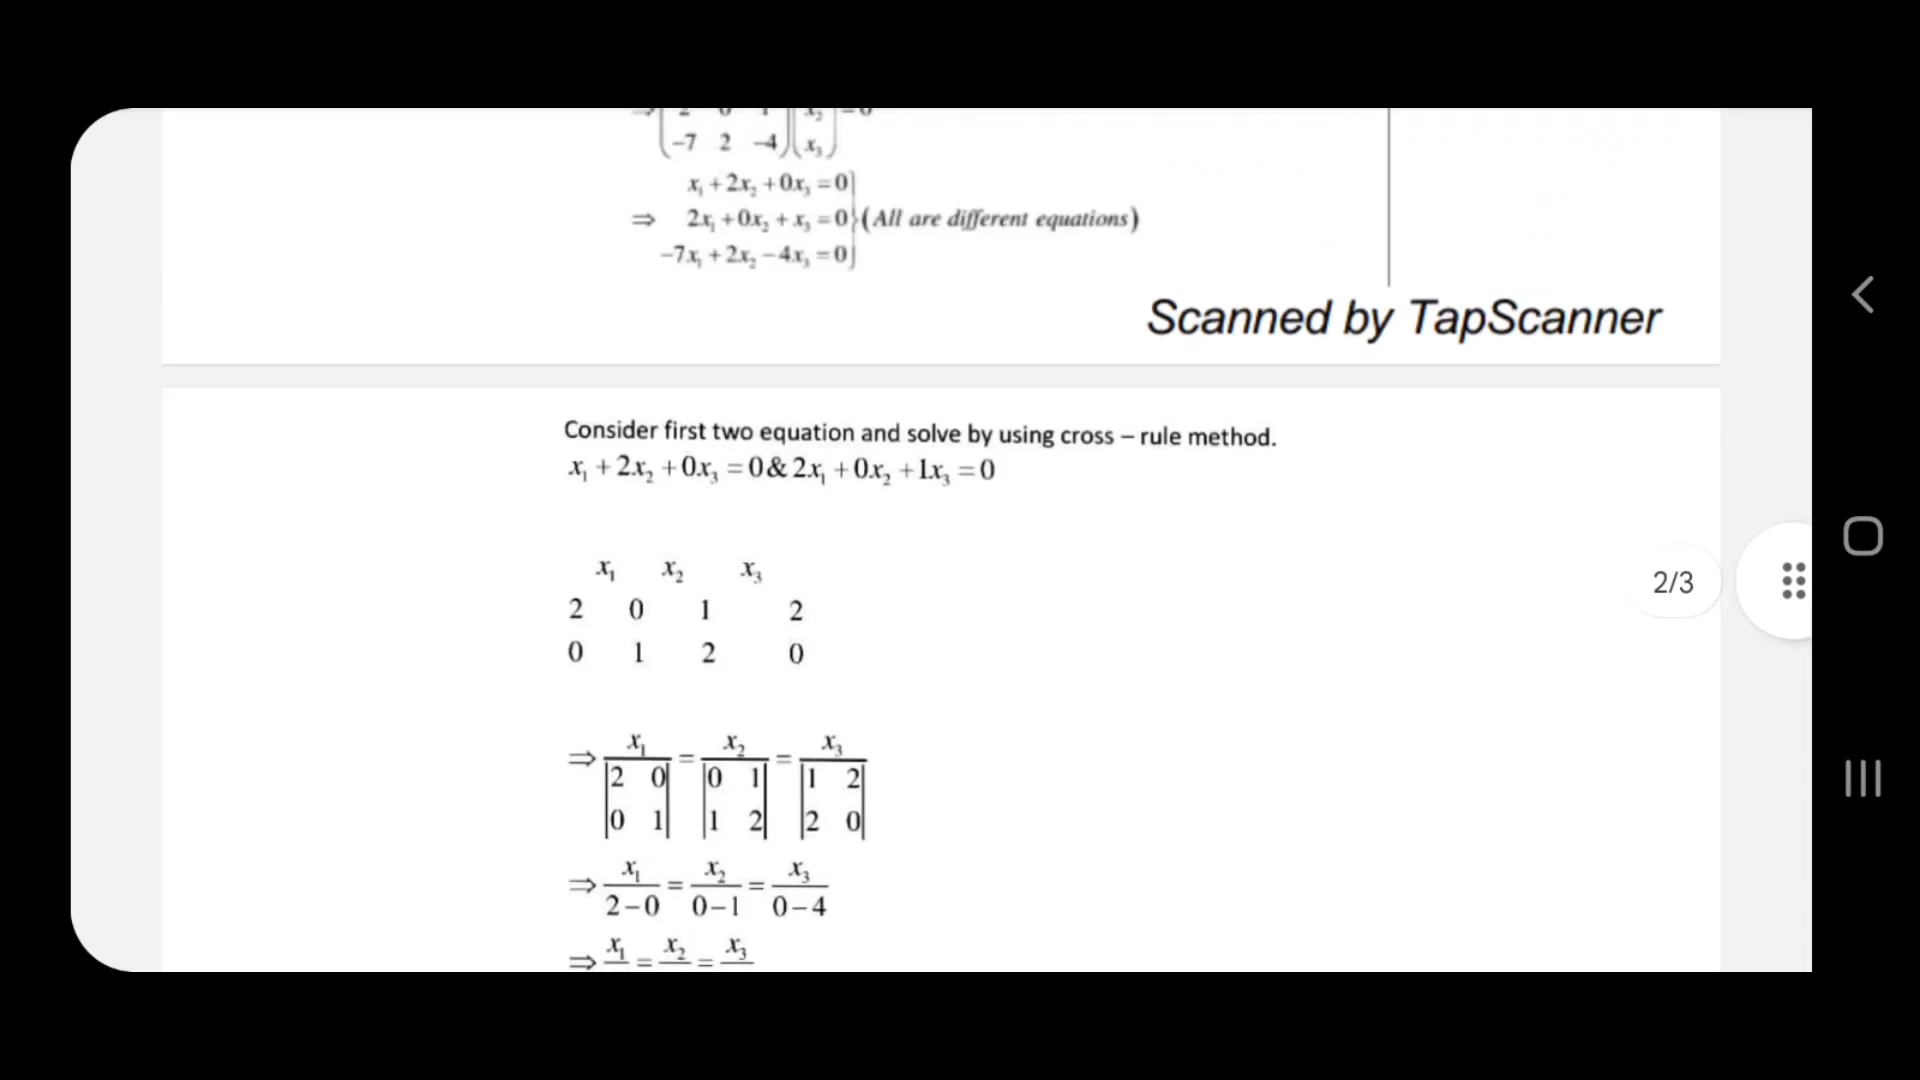 −7 2 −4 x₃
x₁ + 2x₂ + 0x₃ = 0
⇒ 2x₁ + 0x₂ + x₃ = 0 } (All are different equations)
−7x₁ + 2x₂ − 4x₃ = 0
Scanned by TapScanner
Consider first two equation and solve by using cross – rule method.
x₁ + 2x₂ + 0x₃ = 0 & 2x₁ + 0x₂ + 1x₃ = 0
x₁ x₂ x₃
2 0 1 2
0 1 2 0
2/3
⇒ x₁ / |2 0; 0 1| = x₂ / |0 1; 1 2| = x₃ / |1 2; 2 0|
⇒ x₁ / 2−0 = x₂ / 0−1 = x₃ / 0−4
⇒ x₁ = x₂ = x₃